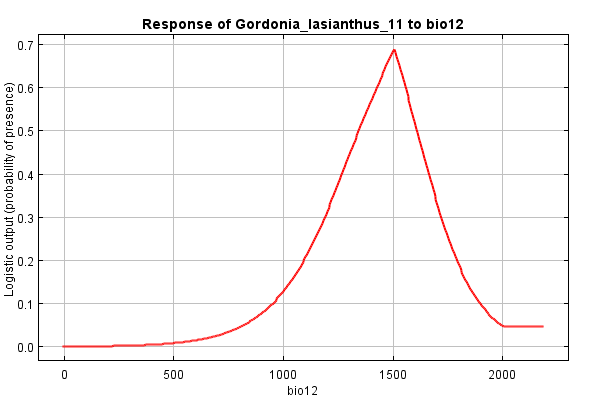 Response of Gordonia_lasianthus_11 to bio12
Logistic output (probability of presence)
0.7
0.6
0.5
0.4
0.3
0.2
0.1
0.0
0 500 1000 1500 2000
bio12